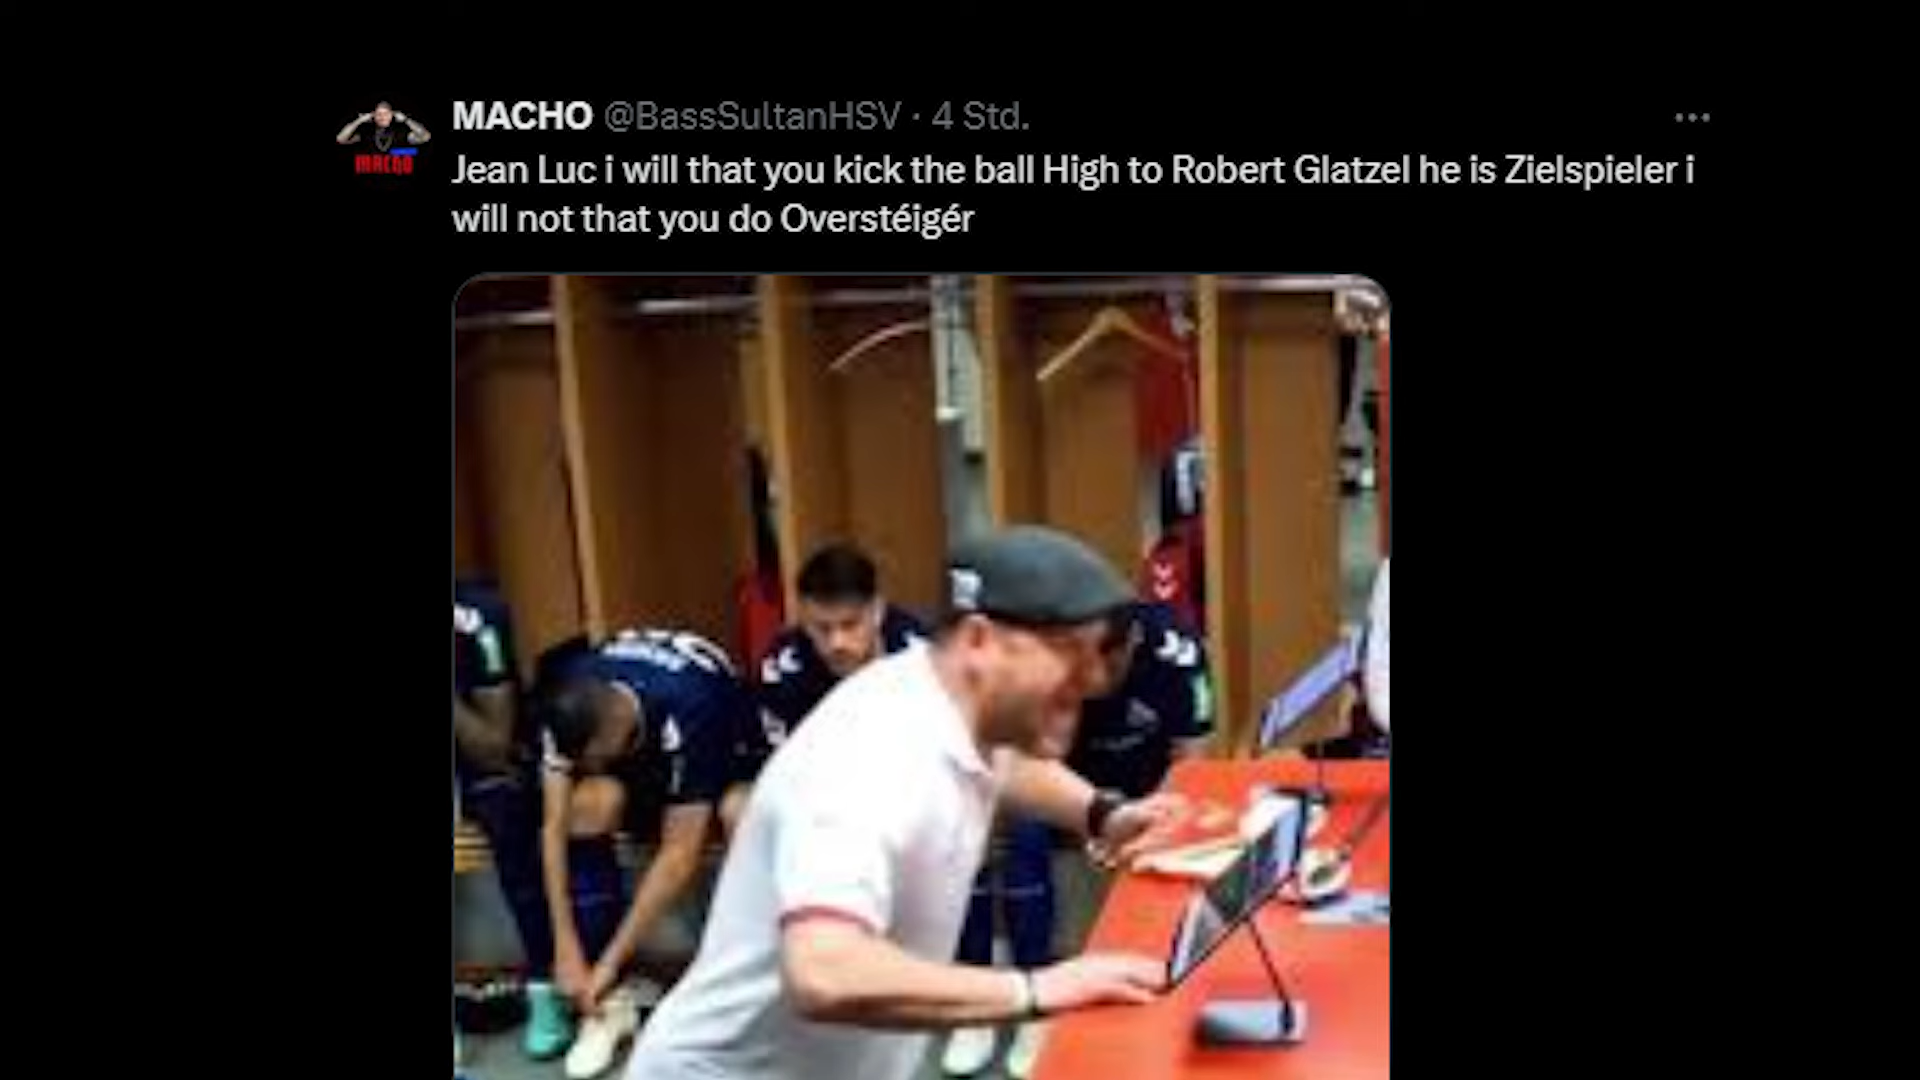 MACHO @BassSultanHSV · 4 Std.
Jean Luc i will that you kick the ball High to Robert Glatzel he is Zielspieler i
will not that you do Overstéigér
MACHO